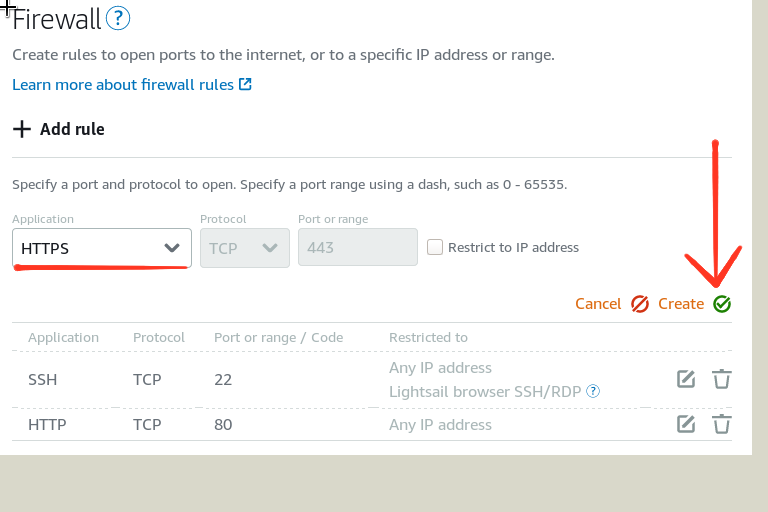 Firewall ?
Create rules to open ports to the internet, or to a specific IP address or range.
Learn more about firewall rules
Add rule
Specify a port and protocol to open. Specify a port range using a dash, such as 0 - 65535.
Application Protocol Port or range
HTTPS TCP 443 Restrict to IP address
Cancel Create
Application Protocol Port or range / Code Restricted to
SSH TCP 22 Any IP address
Lightsail browser SSH/RDP ?
HTTP TCP 80 Any IP address